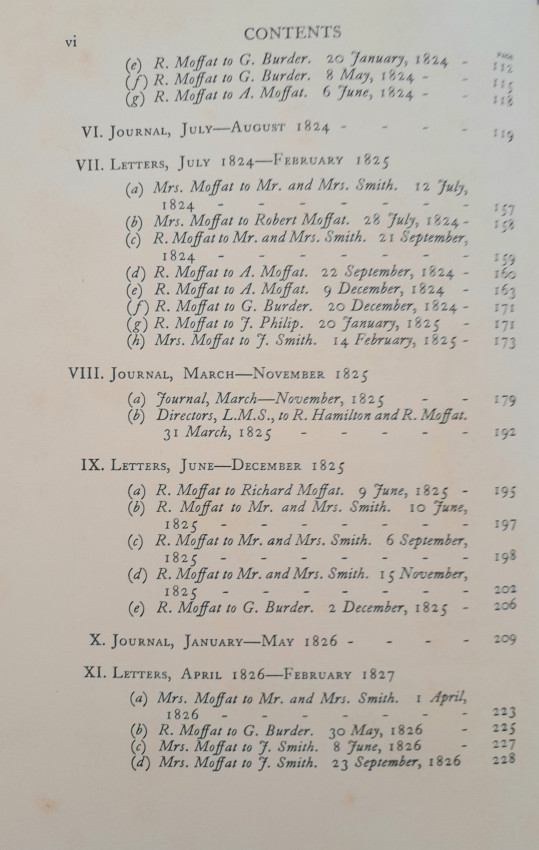 vi
CONTENTS
PAGE
(e) R. Moffat to G. Burder. 20 January, 1824 - 112
(f) R. Moffat to G. Burder. 8 May, 1824 - - 115
(g) R. Moffat to A. Moffat. 6 June, 1824 - - 118
VI. Journal, July—August 1824 - - - - 119
VII. Letters, July 1824—February 1825
(a) Mrs. Moffat to Mr. and Mrs. Smith. 12 July,
1824 - - - - - - - 157
(b) Mrs. Moffat to Robert Moffat. 28 July, 1824 - 158
(c) R. Moffat to Mr. and Mrs. Smith. 21 September,
1824 - - - - - - - 159
(d) R. Moffat to A. Moffat. 22 September, 1824 - 160
(e) R. Moffat to A. Moffat. 9 December, 1824 - 163
(f) R. Moffat to G. Burder. 20 December, 1824 - 171
(g) R. Moffat to J. Philip. 20 January, 1825 - 171
(h) Mrs. Moffat to J. Smith. 14 February, 1825 - 173
VIII. Journal, March—November 1825
(a) Journal, March—November, 1825 - - 179
(b) Directors, L.M.S., to R. Hamilton and R. Moffat.
31 March, 1825 - - - - - 192
IX. Letters, June—December 1825
(a) R. Moffat to Richard Moffat. 9 June, 1825 - 195
(b) R. Moffat to Mr. and Mrs. Smith. 10 June,
1825 - - - - - - - 197
(c) R. Moffat to Mr. and Mrs. Smith. 6 September,
1825 - - - - - - - 198
(d) R. Moffat to Mr. and Mrs. Smith. 15 November,
1825 - - - - - - - 202
(e) R. Moffat to G. Burder. 2 December, 1825 - 206
X. Journal, January—May 1826 - - - - 209
XI. Letters, April 1826—February 1827
(a) Mrs. Moffat to Mr. and Mrs. Smith. 1 April,
1826 - - - - - - - 223
(b) R. Moffat to G. Burder. 30 May, 1826 - 225
(c) Mrs. Moffat to J. Smith. 8 June, 1826 - 227
(d) Mrs. Moffat to J. Smith. 23 September, 1826 228